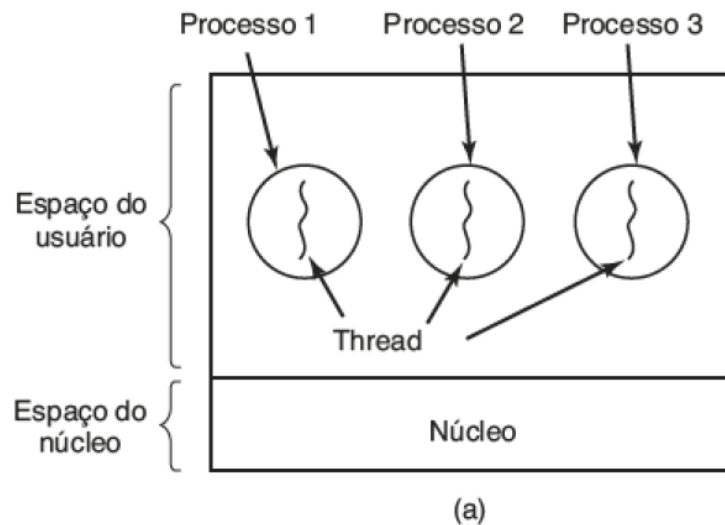 Processo 1 Processo 2 Processo 3
Espaço do
usuário
Thread
Espaço do
núcleo
Núcleo
(a)